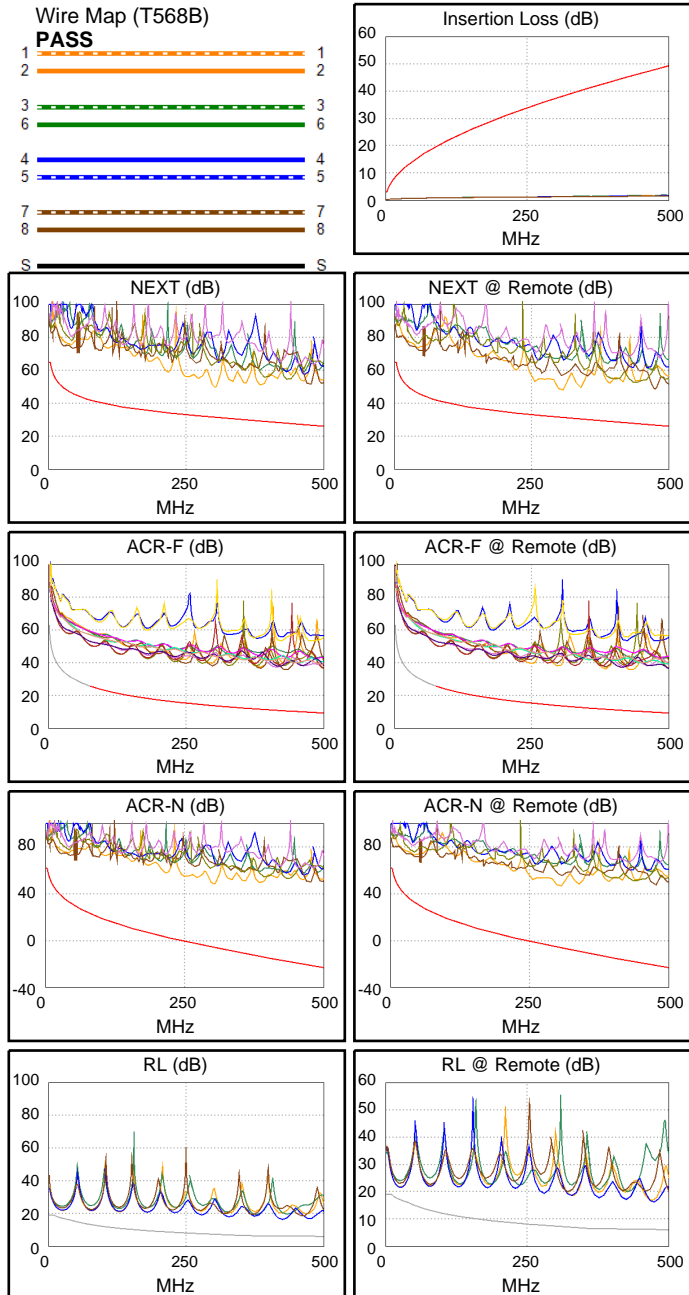 Wire Map (T568B)
PASS
1 1
2 2
3 3
6 6
4 4
5 5
7 7
8 8
S S
Insertion Loss (dB)
60
50
40
30
20
10
0
0 250 500
MHz
NEXT (dB)
100
80
60
40
20
0
0 250 500
MHz
NEXT @ Remote (dB)
100
80
60
40
20
0
0 250 500
MHz
ACR-F (dB)
100
80
60
40
20
0
0 250 500
MHz
ACR-F @ Remote (dB)
100
80
60
40
20
0
0 250 500
MHz
ACR-N (dB)
80
40
0
-40
0 250 500
MHz
ACR-N @ Remote (dB)
80
40
0
-40
0 250 500
MHz
RL (dB)
100
80
60
40
20
0
0 250 500
MHz
RL @ Remote (dB)
60
50
40
30
20
10
0
0 250 500
MHz